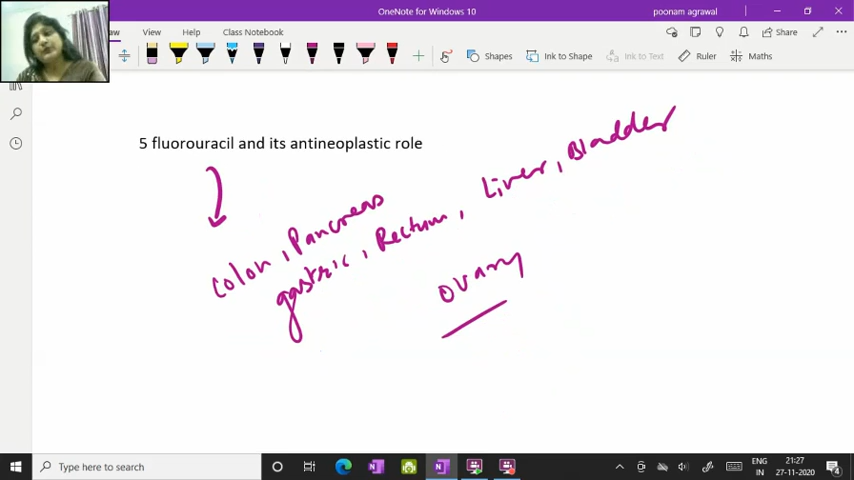 OneNote for Windows 10
poonam agrawal
aw View Help Class Notebook
Share
Shapes Ink to Shape Ink to Text Ruler Maths
5 fluorouracil and its antineoplastic role
Colon, Pancreas
gastric, Rectum, Liver, Bladder
Ovary
Type here to search
ENG 21:27
IN 27-11-2020
4